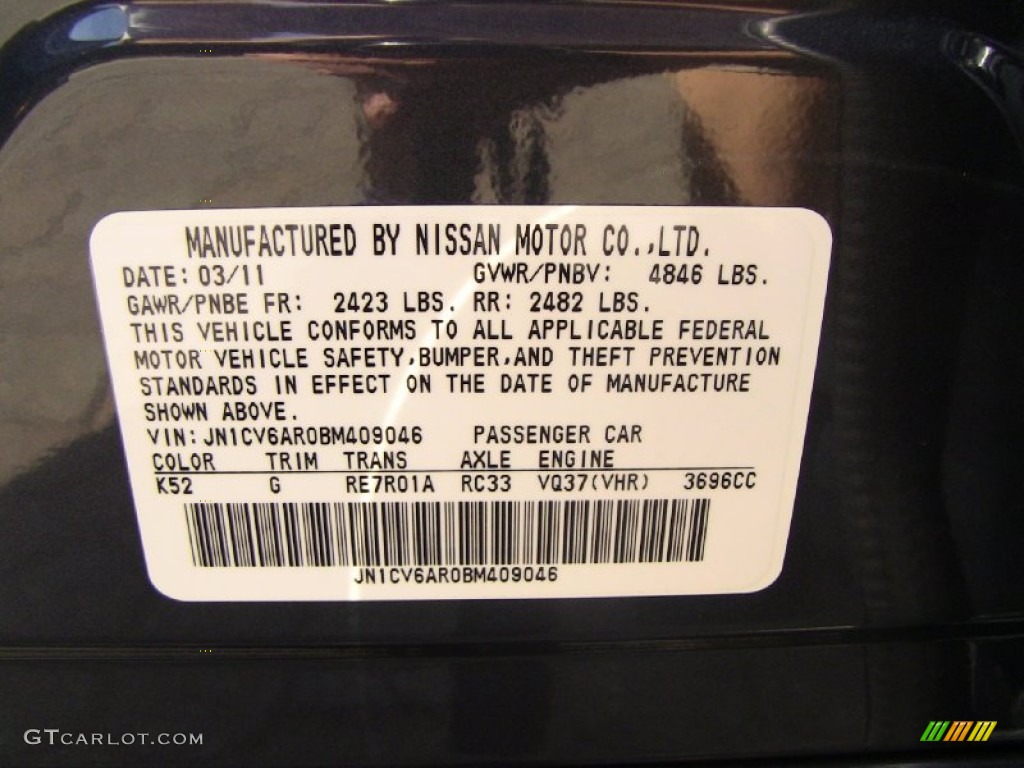 MANUFACTURED BY NISSAN MOTOR CO.,LTD.
DATE: 03/11 GVWR/PNBV: 4846 LBS.
GAWR/PNBE FR: 2423 LBS. RR: 2482 LBS.
THIS VEHICLE CONFORMS TO ALL APPLICABLE FEDERAL
MOTOR VEHICLE SAFETY,BUMPER,AND THEFT PREVENTION
STANDARDS IN EFFECT ON THE DATE OF MANUFACTURE
SHOWN ABOVE.
VIN: JN1CV6AR0BM409046 PASSENGER CAR
COLOR TRIM TRANS AXLE ENGINE
K52 G RE7R01A RC33 VQ37(VHR) 3696CC
JN1CV6AR0BM409046
GTCARLOT.COM